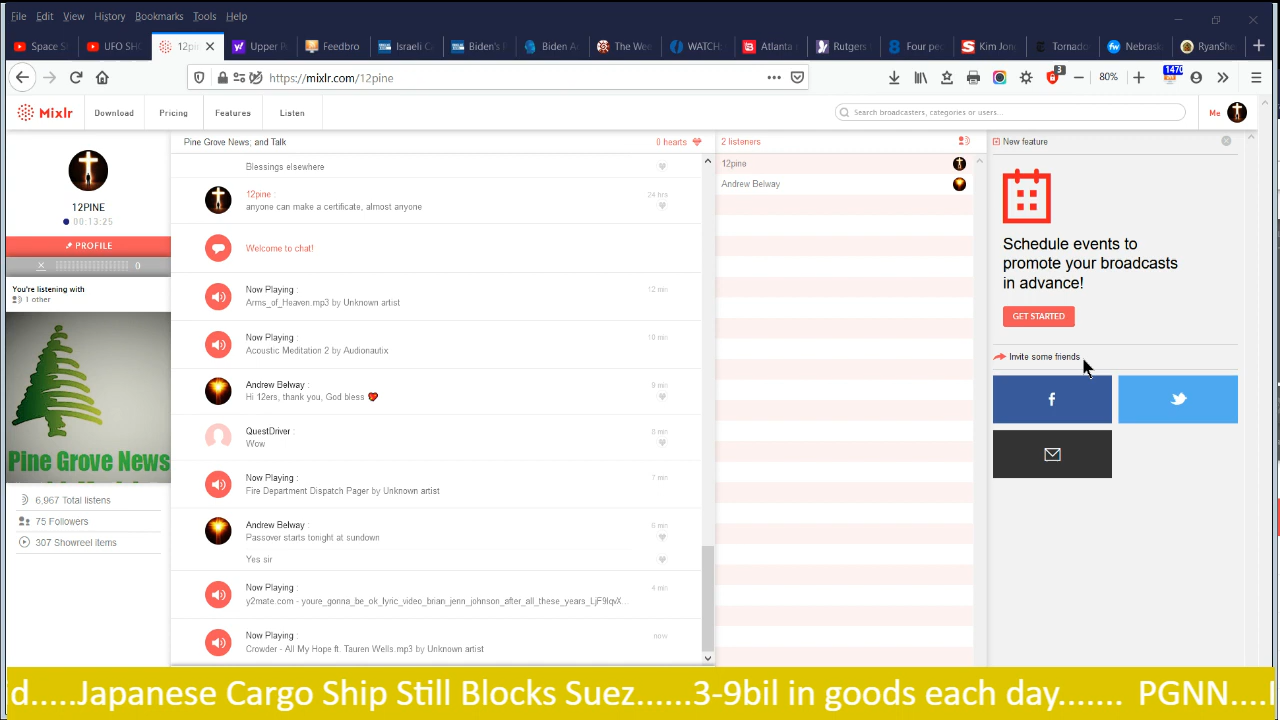 File Edit View History Bookmarks Tools Help
Space S
UFO SH
12pi
Upper P
Feedbro
Israeli C
Biden's
Biden A
The Wee
WATCH:
Atlanta
Rutgers
Four pe
Kim Jon
Tornado
Nebrask
RyanShe
https://mixlr.com/12pine
3
80%
1470
Mixlr
Download
Pricing
Features
Listen
Search broadcasters, categories or users...
Me
12PINE
00:13:25
PROFILE
0
You're listening with
1 other
Pine Grove News
6,967 Total listens
75 Followers
307 Showreel items
Pine Grove News; and Talk
0 hearts
Blessings elsewhere
12pine :
24 hrs
anyone can make a certificate, almost anyone
Welcome to chat!
Now Playing :
12 min
Arms_of_Heaven.mp3 by Unknown artist
Now Playing :
10 min
Acoustic Meditation 2 by Audionautix
Andrew Belway :
9 min
Hi 12ers, thank you, God bless
QuestDriver :
8 min
Wow
Now Playing :
7 min
Fire Department Dispatch Pager by Unknown artist
Andrew Belway :
6 min
Passover starts tonight at sundown
Yes sir
Now Playing :
4 min
y2mate.com - youre_gonna_be_ok_lyric_video_brian_jenn_johnson_after_all_these_years_LjF9IqvX...
Now Playing :
now
Crowder - All My Hope ft. Tauren Wells.mp3 by Unknown artist
2 listeners
12pine
Andrew Belway
New feature
Schedule events to
promote your broadcasts
in advance!
GET STARTED
Invite some friends
d.....Japanese Cargo Ship Still Blocks Suez......3-9bil in goods each day....... PGNN....